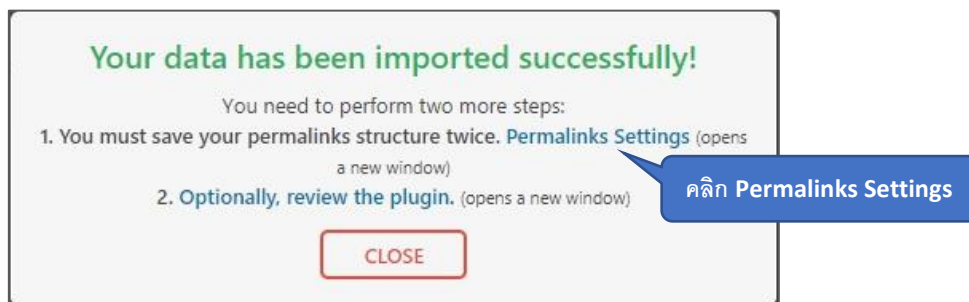 Your data has been imported successfully!
You need to perform two more steps:
1. You must save your permalinks structure twice. Permalinks Settings (opens
a new window)
2. Optionally, review the plugin. (opens a new window)
คลิก Permalinks Settings
CLOSE